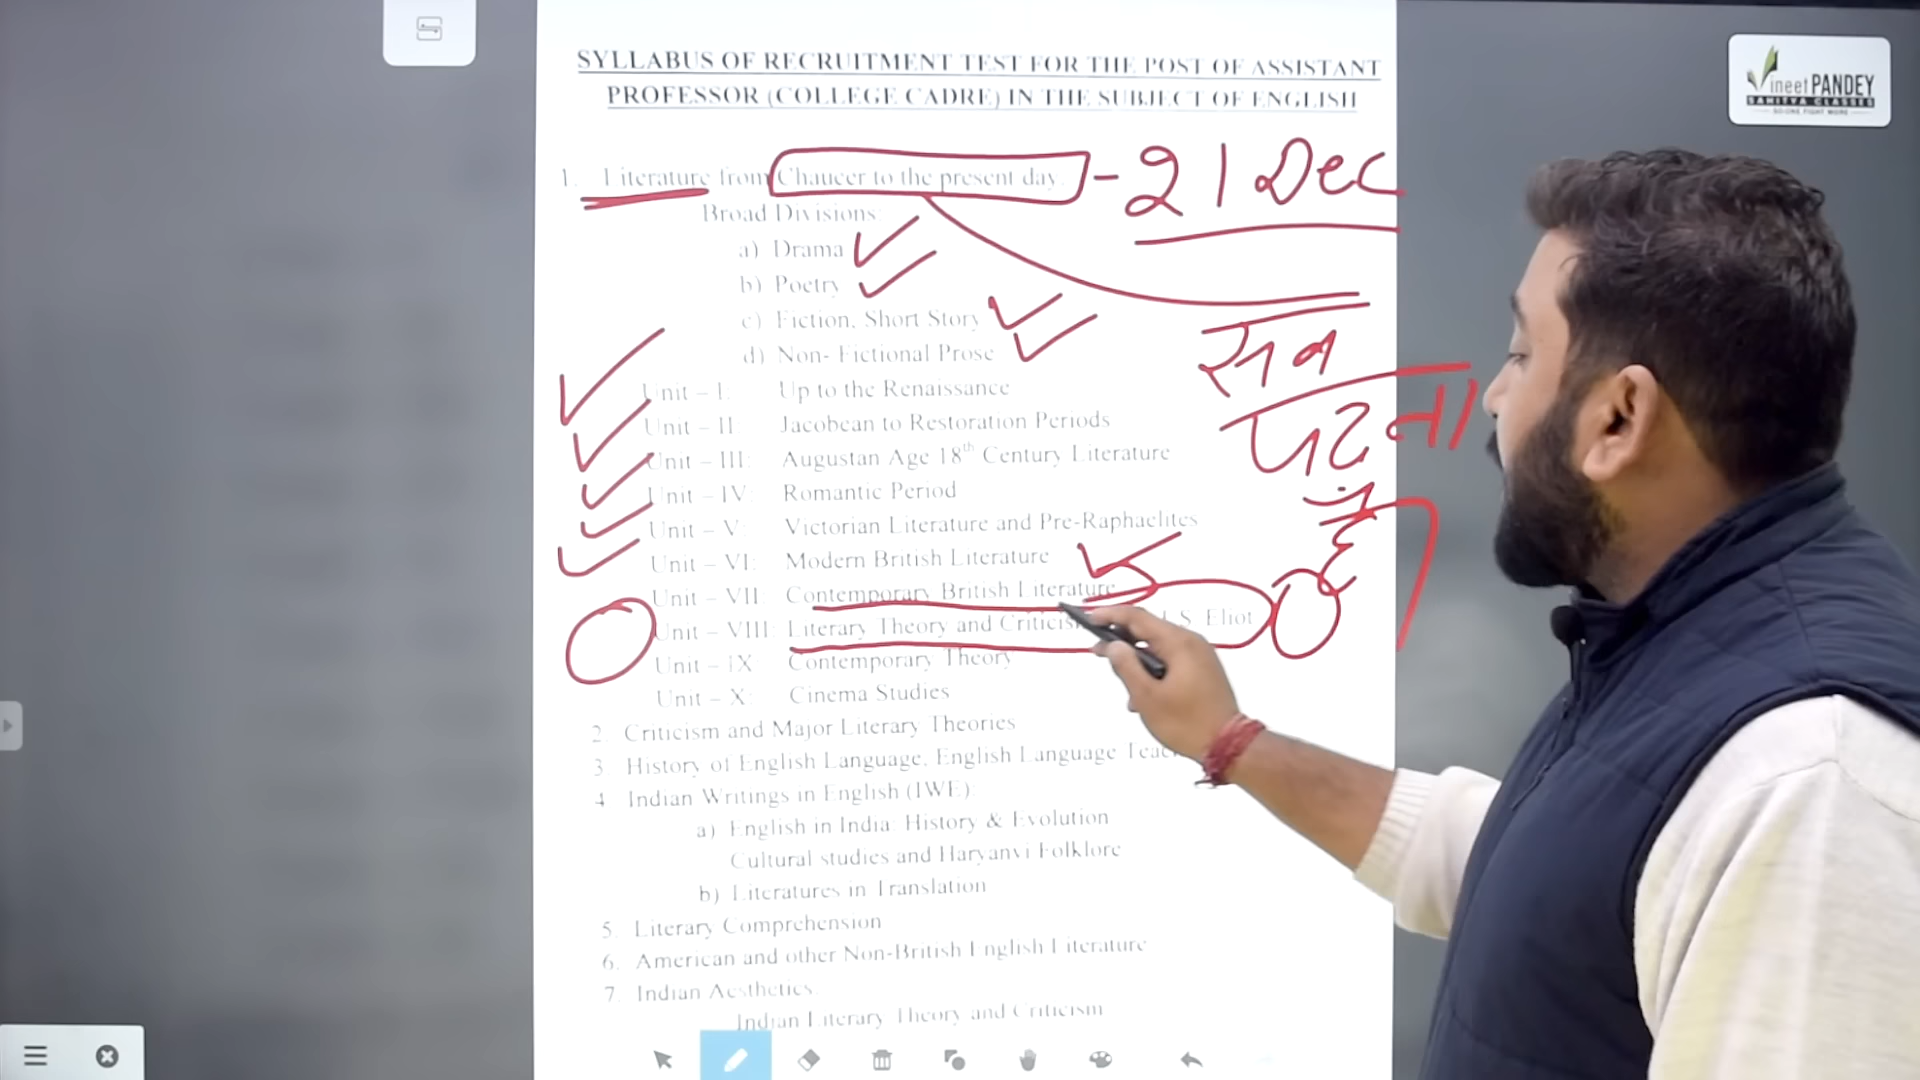 SYLLABUS OF RECRUITMENT TEST FOR THE POST OF ASSISTANT
PROFESSOR (COLLEGE CADRE) IN THE SUBJECT OF ENGLISH
ineet PANDEY
SAHITYA CLASSES
1. Literature from Chaucer to the present day. - 21 Dec
Broad Divisions
a) Drama
b) Poetry
c) Fiction, Short Story
d) Non- Fictional Prose
सब
पढ़ना
है
Unit – I. Up to the Renaissance
Unit – II Jacobean to Restoration Periods
Unit – III: Augustan Age 18th Century Literature
Unit – IV: Romantic Period
Unit – V: Victorian Literature and Pre-Raphaelites
Unit – VI: Modern British Literature
Unit – VII: Contemporary British Literature
Unit – VIII: Literary Theory and Criticism T.S. Eliot
Unit – IX Contemporary Theory
Unit – X: Cinema Studies
2. Criticism and Major Literary Theories
3 History of English Language, English Language
4 Indian Writings in English (IWE)
a) English in India: History & Evolution
Cultural studies and Haryanvi Folklore
b) Literatures in Translation
5. Literary Comprehension
6. American and other Non-British English Literature
7. Indian Aesthetics.
Indian Literary Theory and Criticism